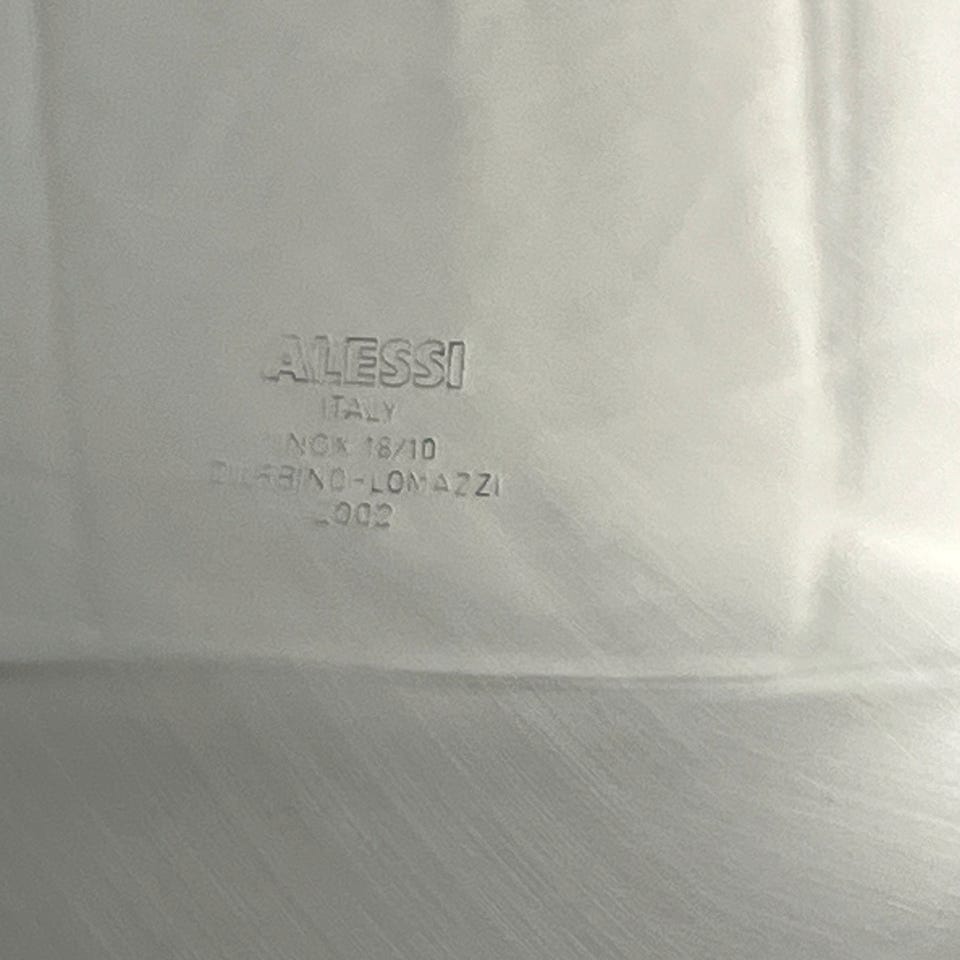 ALESSI
ITALY
INOX 18/10
D'URBINO-LOMAZZI
2002